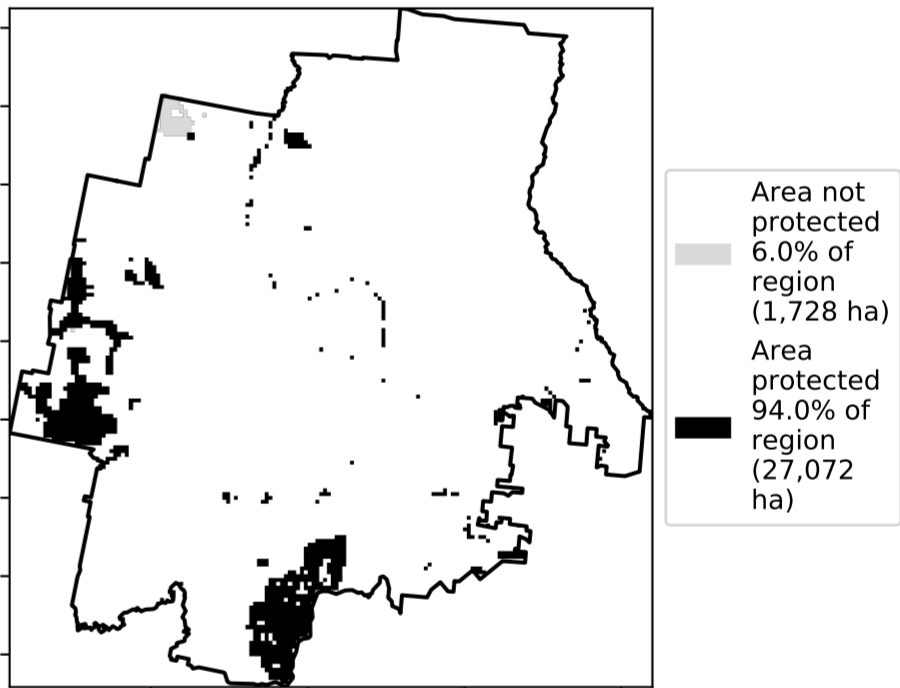 Area not
protected
6.0% of
region
(1,728 ha)
Area
protected
94.0% of
region
(27,072
ha)